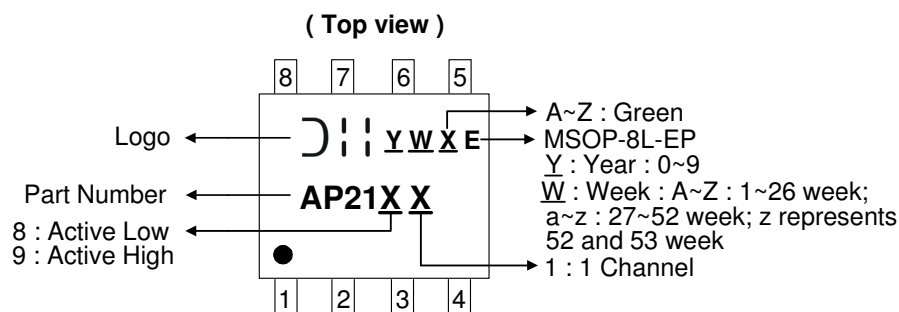 ( Top view )
8 7 6 5
Logo
Y W X E
A~Z : Green
MSOP-8L-EP
Y : Year : 0~9
W : Week : A~Z : 1~26 week;
a~z : 27~52 week; z represents
52 and 53 week
Part Number
AP21X X
8 : Active Low
9 : Active High
1 : 1 Channel
1 2 3 4